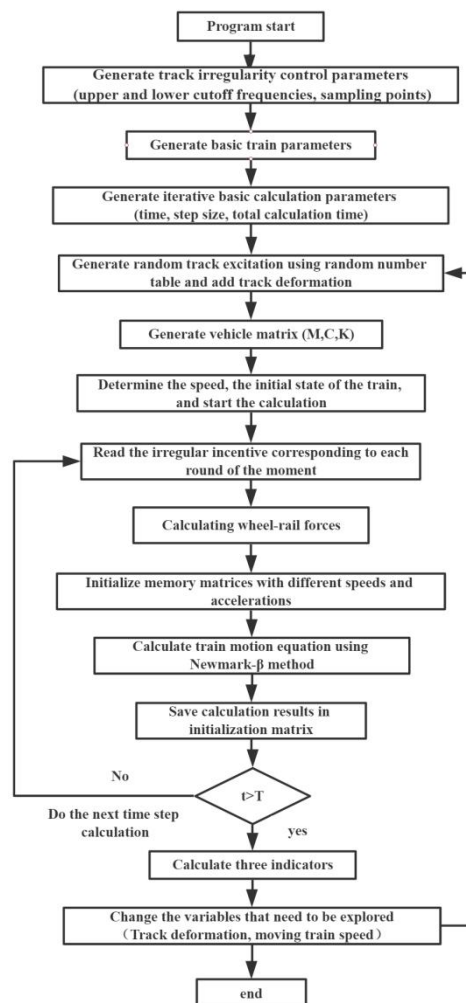 Program start
Generate track irregularity control parameters
(upper and lower cutoff frequencies, sampling points)
Generate basic train parameters
Generate iterative basic calculation parameters
(time, step size, total calculation time)
Generate random track excitation using random number
table and add track deformation
Generate vehicle matrix (M,C,K)
Determine the speed, the initial state of the train,
and start the calculation
Read the irregular incentive corresponding to each
round of the moment
Calculating wheel-rail forces
Initialize memory matrices with different speeds and
accelerations
Calculate train motion equation using
Newmark-β method
Save calculation results in
initialization matrix
No
t>T
Do the next time step
calculation
yes
Calculate three indicators
Change the variables that need to be explored
（Track deformation, moving train speed）
end